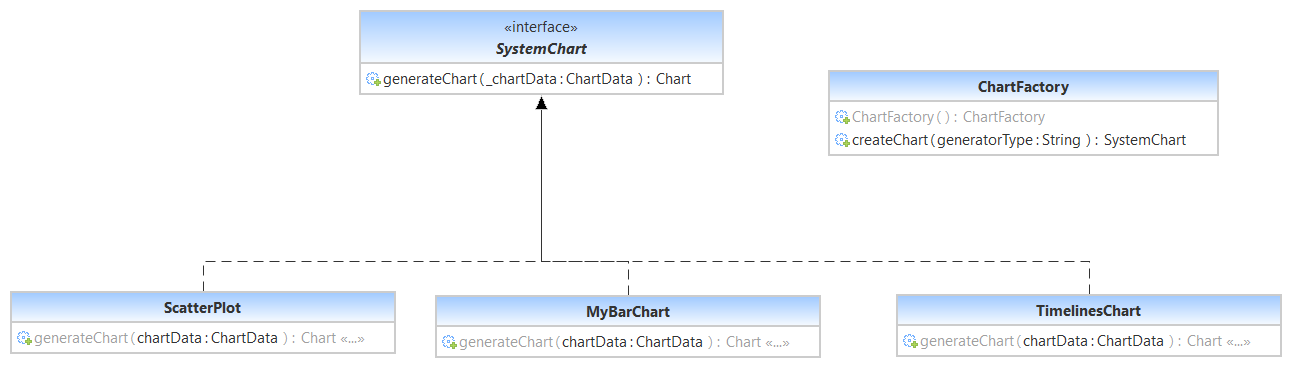 «interface»
SystemChart
generateChart(_chartData:ChartData ) : Chart
ChartFactory
ChartFactory( ) : ChartFactory
createChart(generatorType:String ) : SystemChart
ScatterPlot
generateChart(chartData:ChartData ) : Chart «...»
MyBarChart
generateChart(chartData:ChartData ) : Chart «...»
TimelinesChart
generateChart(chartData:ChartData ) : Chart «...»